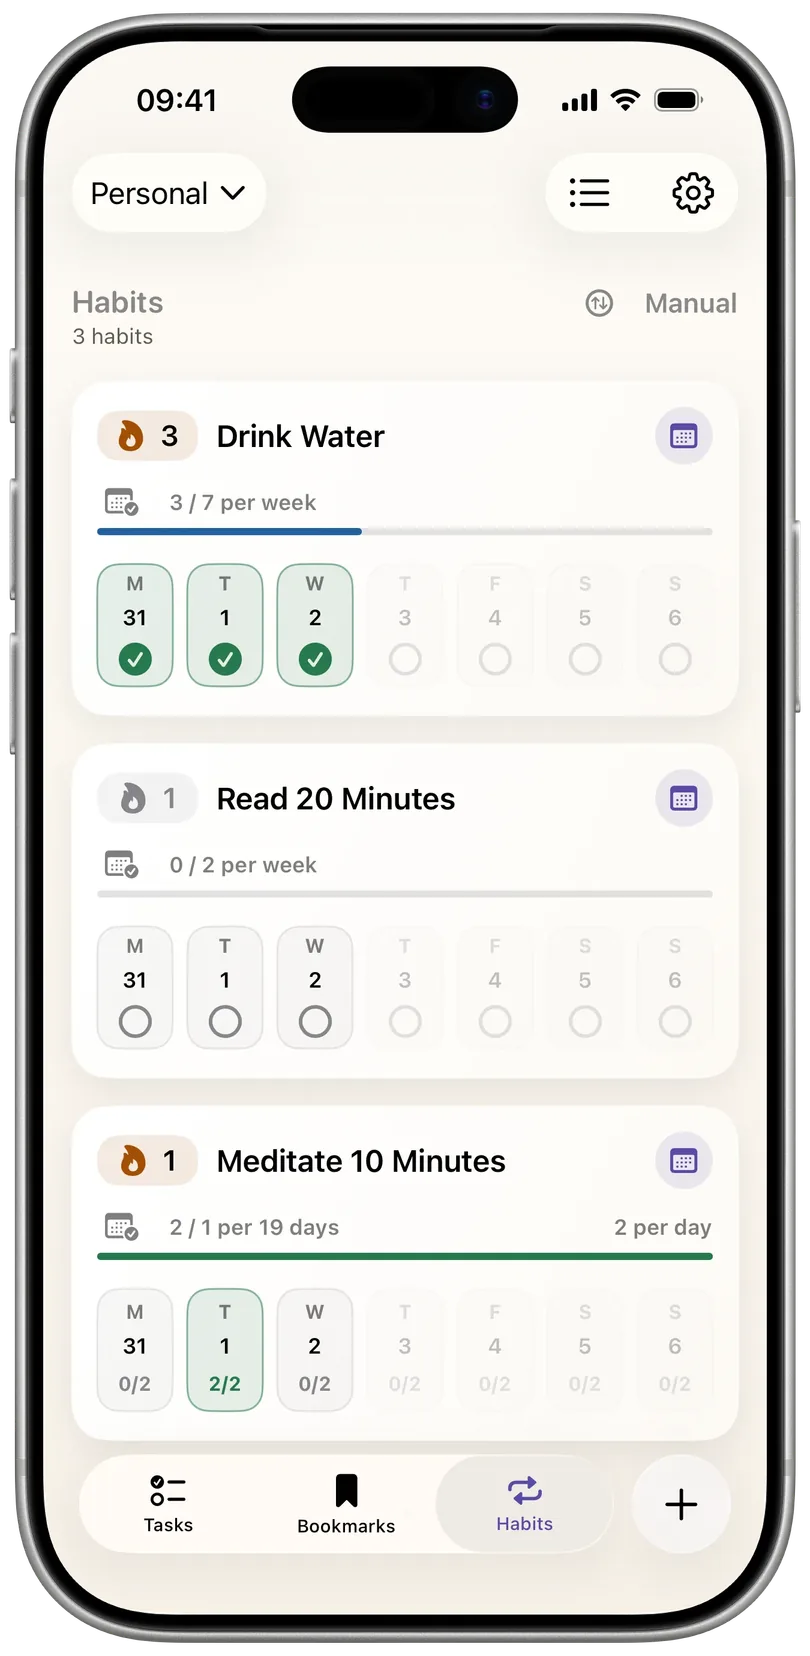 09:41
Personal
Habits
Manual
3 habits
3 Drink Water
3 / 7 per week
M T W T F S S
31 1 2 3 4 5 6
1 Read 20 Minutes
0 / 2 per week
M T W T F S S
31 1 2 3 4 5 6
1 Meditate 10 Minutes
2 / 1 per 19 days 2 per day
M T W T F S S
31 1 2 3 4 5 6
0/2 2/2 0/2 0/2 0/2 0/2 0/2
Tasks Bookmarks Habits